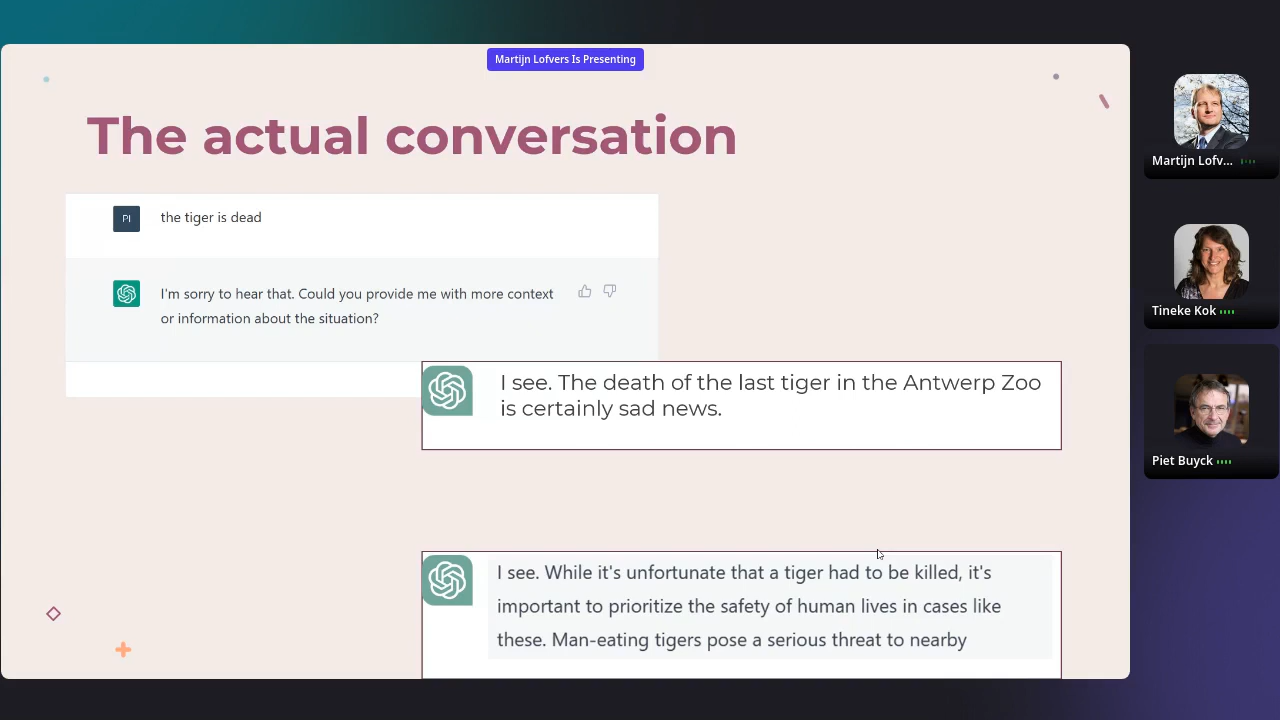 Martijn Lofvers Is Presenting
The actual conversation
PI
the tiger is dead
I'm sorry to hear that. Could you provide me with more context
or information about the situation?
I see. The death of the last tiger in the Antwerp Zoo
is certainly sad news.
I see. While it's unfortunate that a tiger had to be killed, it's
important to prioritize the safety of human lives in cases like
these. Man-eating tigers pose a serious threat to nearby
Martijn Lofv...
Tineke Kok
Piet Buyck